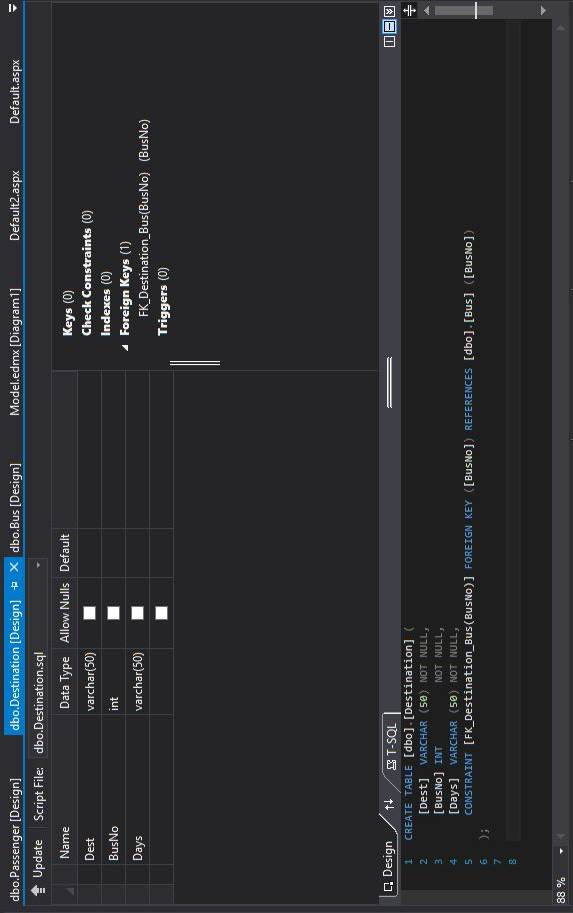 dbo.Passenger [Design] dbo.Destination [Design] dbo.Bus [Design] Model.edmx [Diagram1] Default2.aspx Default.aspx
Update Script File: dbo.Destination.sql
Name Data Type Allow Nulls Default
Dest varchar(50)
BusNo int
Days varchar(50)
Keys (0)
Check Constraints (0)
Indexes (0)
Foreign Keys (1)
FK_Destination_Bus(BusNo) (BusNo)
Triggers (0)
Design T-SQL
1 CREATE TABLE [dbo].[Destination] (
2 [Dest] VARCHAR (50) NOT NULL,
3 [BusNo] INT NOT NULL,
4 [Days] VARCHAR (50) NOT NULL,
5 CONSTRAINT [FK_Destination_Bus(BusNo)] FOREIGN KEY ([BusNo]) REFERENCES [dbo].[Bus] ([BusNo])
6 );
7
8
88 %